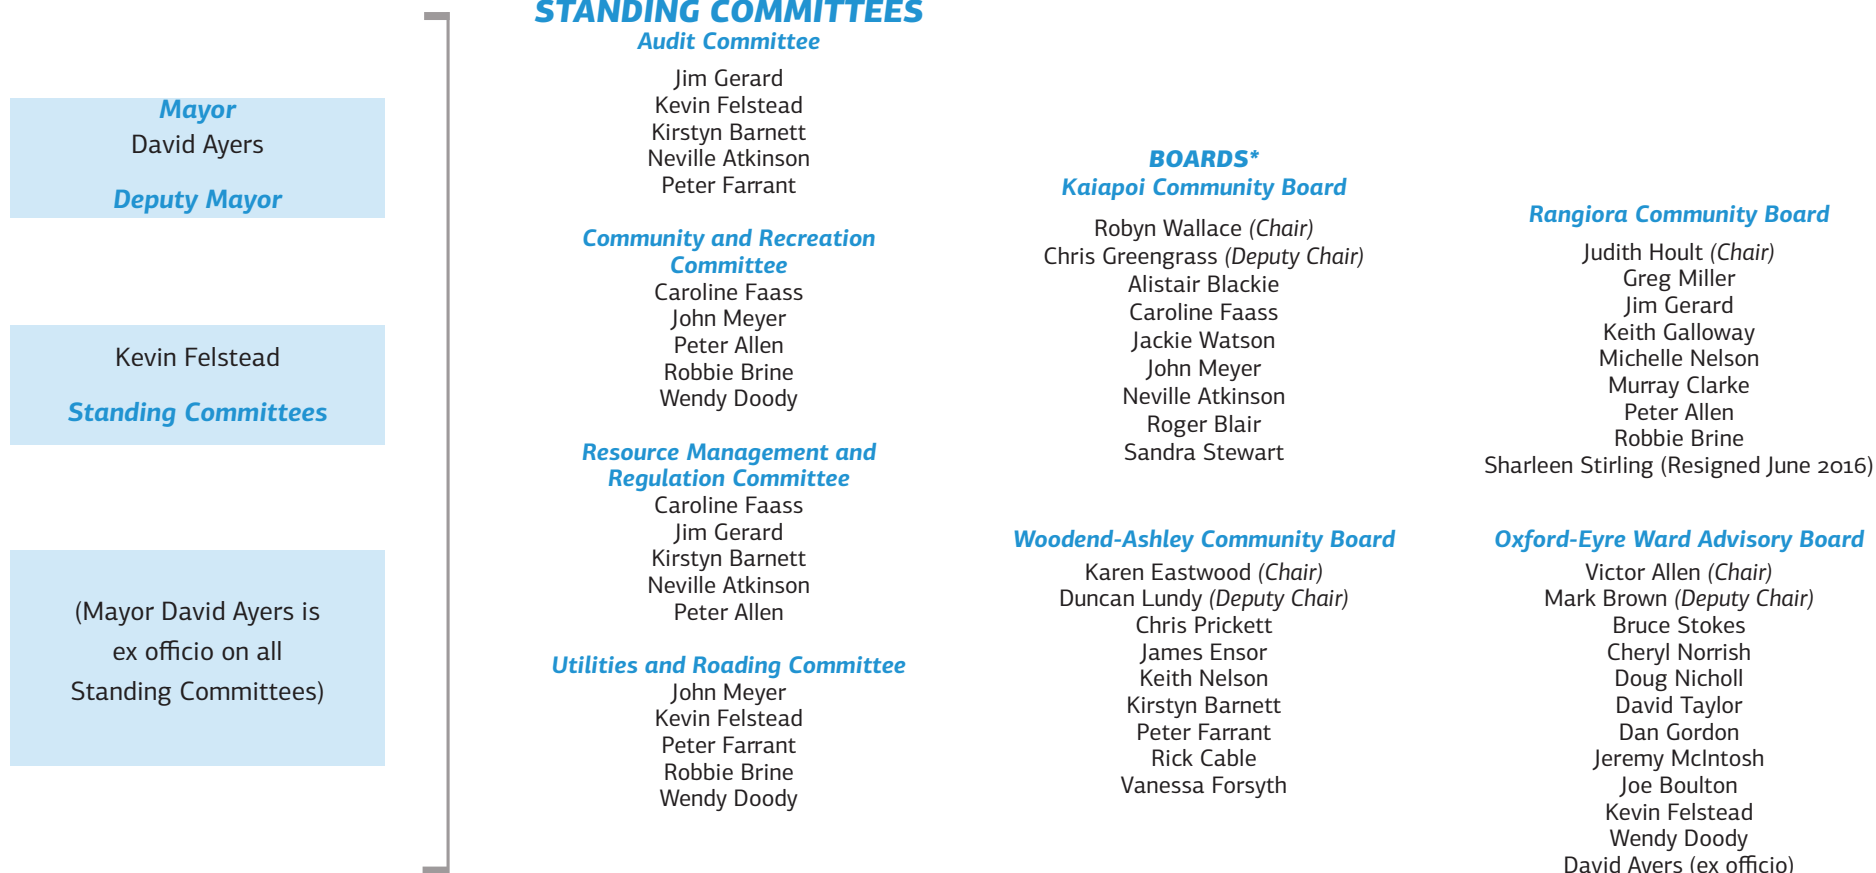 Mayor
David Ayers
Deputy Mayor
Kevin Felstead
Standing Committees
(Mayor David Ayers is
ex officio on all
Standing Committees)
STANDING COMMITTEES
Audit Committee
Jim Gerard
Kevin Felstead
Kirstyn Barnett
Neville Atkinson
Peter Farrant
Community and Recreation
Committee
Caroline Faass
John Meyer
Peter Allen
Robbie Brine
Wendy Doody
Resource Management and
Regulation Committee
Caroline Faass
Jim Gerard
Kirstyn Barnett
Neville Atkinson
Peter Allen
Utilities and Roading Committee
John Meyer
Kevin Felstead
Peter Farrant
Robbie Brine
Wendy Doody
BOARDS*
Kaiapoi Community Board
Robyn Wallace (Chair)
Chris Greengrass (Deputy Chair)
Alistair Blackie
Caroline Faass
Jackie Watson
John Meyer
Neville Atkinson
Roger Blair
Sandra Stewart
Woodend-Ashley Community Board
Karen Eastwood (Chair)
Duncan Lundy (Deputy Chair)
Chris Prickett
James Ensor
Keith Nelson
Kirstyn Barnett
Peter Farrant
Rick Cable
Vanessa Forsyth
Rangiora Community Board
Judith Hoult (Chair)
Greg Miller
Jim Gerard
Keith Galloway
Michelle Nelson
Murray Clarke
Peter Allen
Robbie Brine
Sharleen Stirling (Resigned June 2016)
Oxford-Eyre Ward Advisory Board
Victor Allen (Chair)
Mark Brown (Deputy Chair)
Bruce Stokes
Cheryl Norrish
Doug Nicholl
David Taylor
Dan Gordon
Jeremy McIntosh
Joe Boulton
Kevin Felstead
Wendy Doody
David Ayers (ex officio)